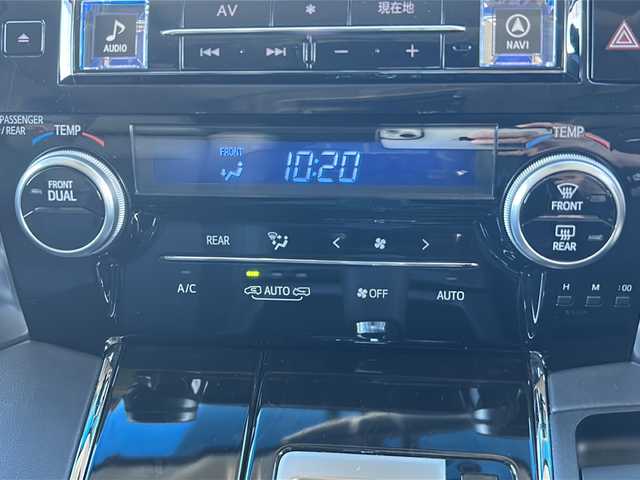 AV
現在地
AUDIO
NAVI
PASSENGER
/REAR
TEMP
TEMP
FRONT
10:20
FRONT
DUAL
FRONT
REAR
REAR
A/C
AUTO
OFF
AUTO
H M :00